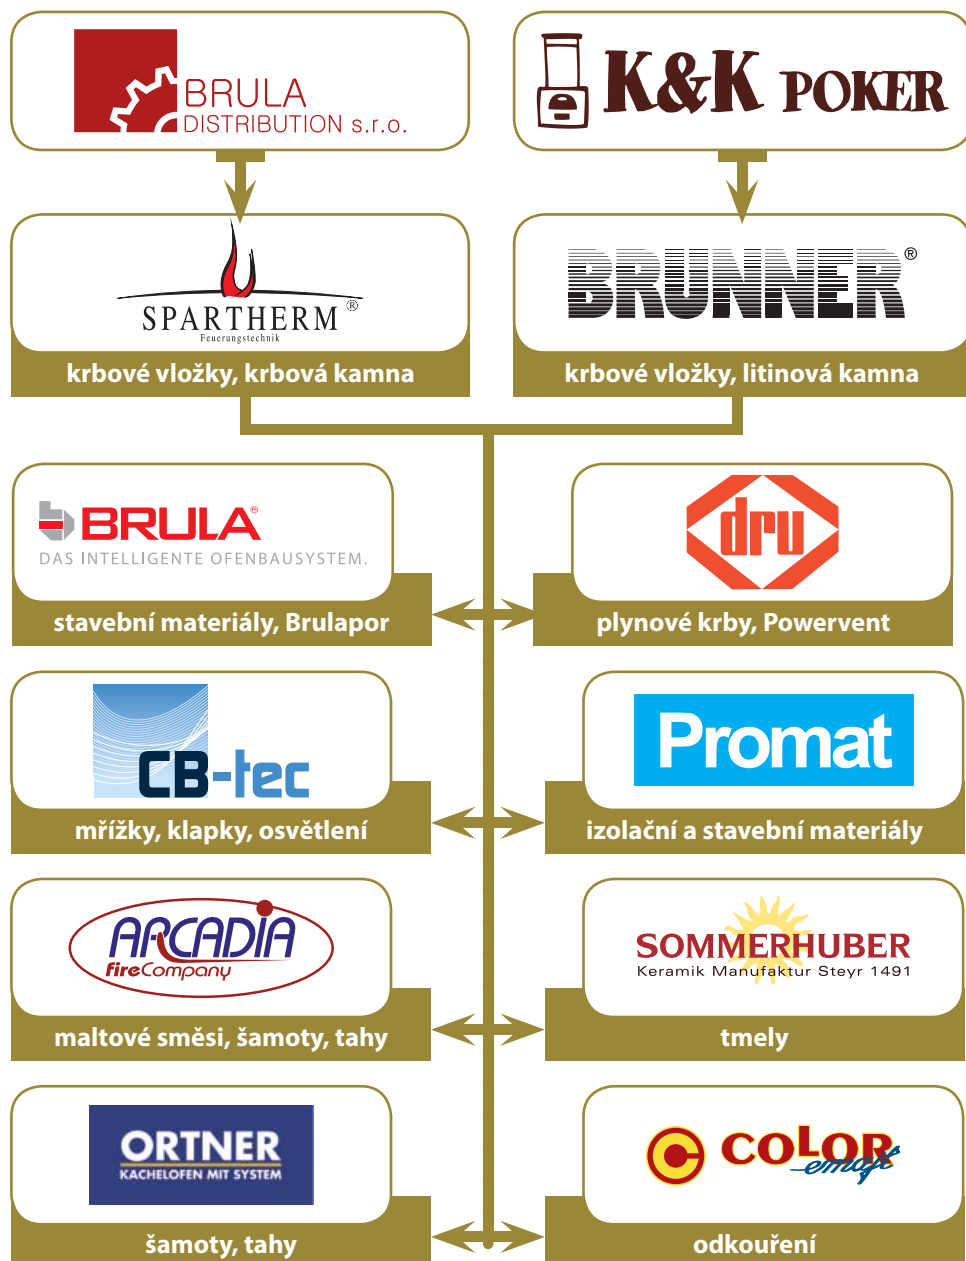 BRULA
DISTRIBUTION s.r.o.
K&K POKER
SPARTHERM®
Feuerungstechnik
krbové vložky, krbová kamna
BRUNNER®
krbové vložky, litinová kamna
BRULA®
DAS INTELLIGENTE OFENBAUSYSTEM.
stavební materiály, Brulapor
dru
plynové krby, Powervent
CB-tec
mřížky, klapky, osvětlení
Promat
izolační a stavební materiály
ARCADIA
fireCompany
maltové směsi, šamoty, tahy
SOMMERHUBER
Keramik Manufaktur Steyr 1491
tmely
ORTNER
KACHELOFEN MIT SYSTEM
šamoty, tahy
C COLOR
emajl
odkouření